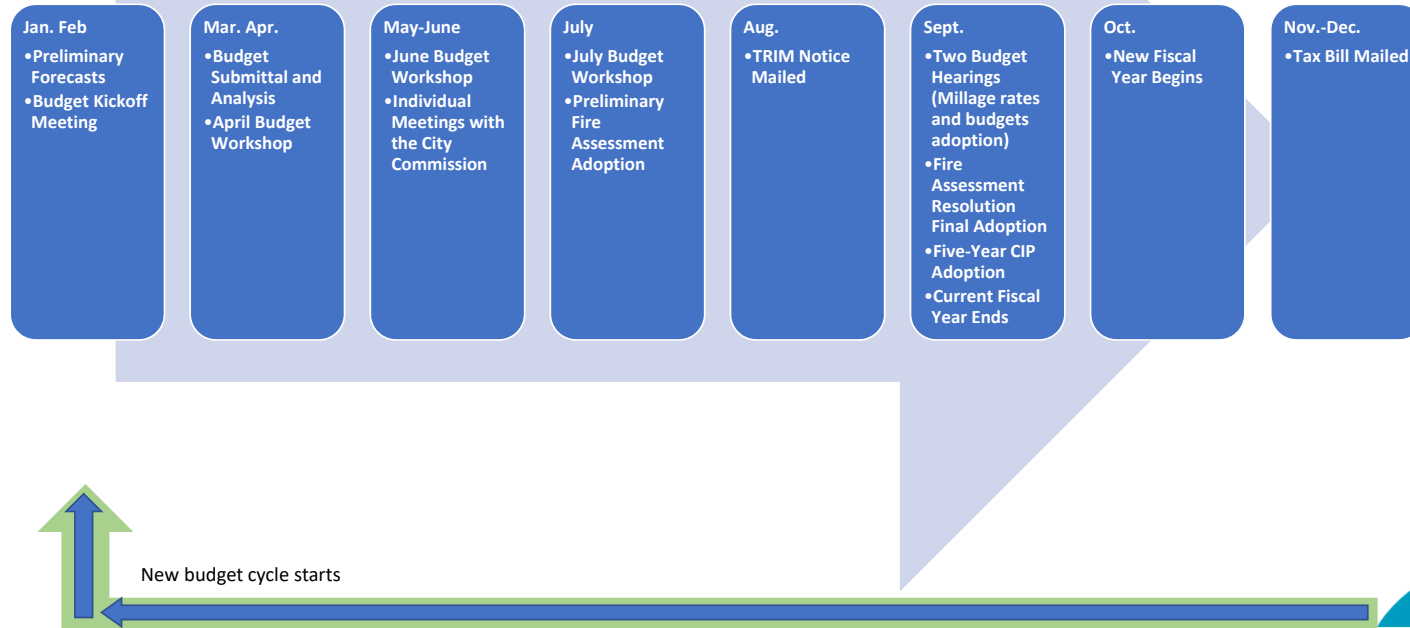 Jan. Feb
•Preliminary
Forecasts
•Budget Kickoff
Meeting
Mar. Apr.
•Budget
Submittal and
Analysis
•April Budget
Workshop
May-June
•June Budget
Workshop
•Individual
Meetings with
the City
Commission
July
•July Budget
Workshop
•Preliminary
Fire
Assessment
Adoption
Aug.
•TRIM Notice
Mailed
Sept.
•Two Budget
Hearings
(Millage rates
and budgets
adoption)
•Fire
Assessment
Resolution
Final Adoption
•Five-Year CIP
Adoption
•Current Fiscal
Year Ends
Oct.
•New Fiscal
Year Begins
Nov.-Dec.
•Tax Bill Mailed
New budget cycle starts